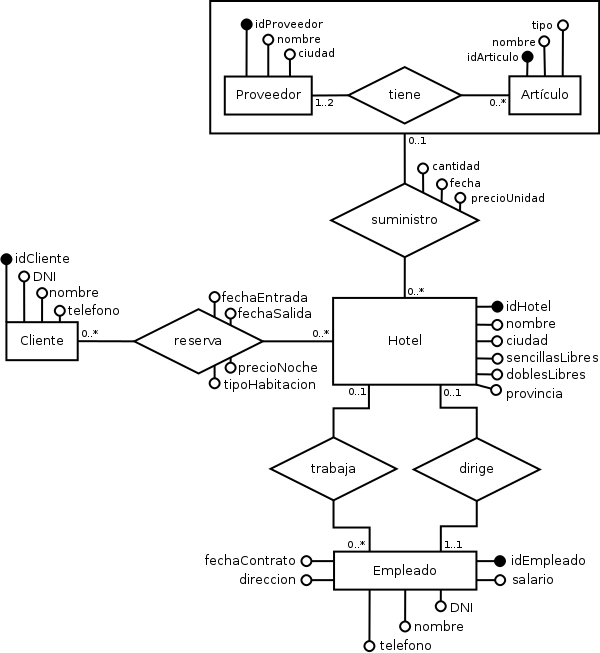 tipo
idProveedor
nombre
ciudad
nombre
idArticulo
Proveedor
1..2
tiene
0..*
Artículo
0..1
cantidad
fecha
precioUnidad
suministro
idCliente
DNI
nombre
telefono
Cliente
0..*
fechaEntrada
fechaSalida
reserva
precioNoche
tipoHabitacion
0..*
0..*
Hotel
idHotel
nombre
ciudad
sencillasLibres
doblesLibres
provincia
0..1
0..1
trabaja
dirige
0..*
1..1
fechaContrato
direccion
Empleado
idEmpleado
salario
DNI
nombre
telefono